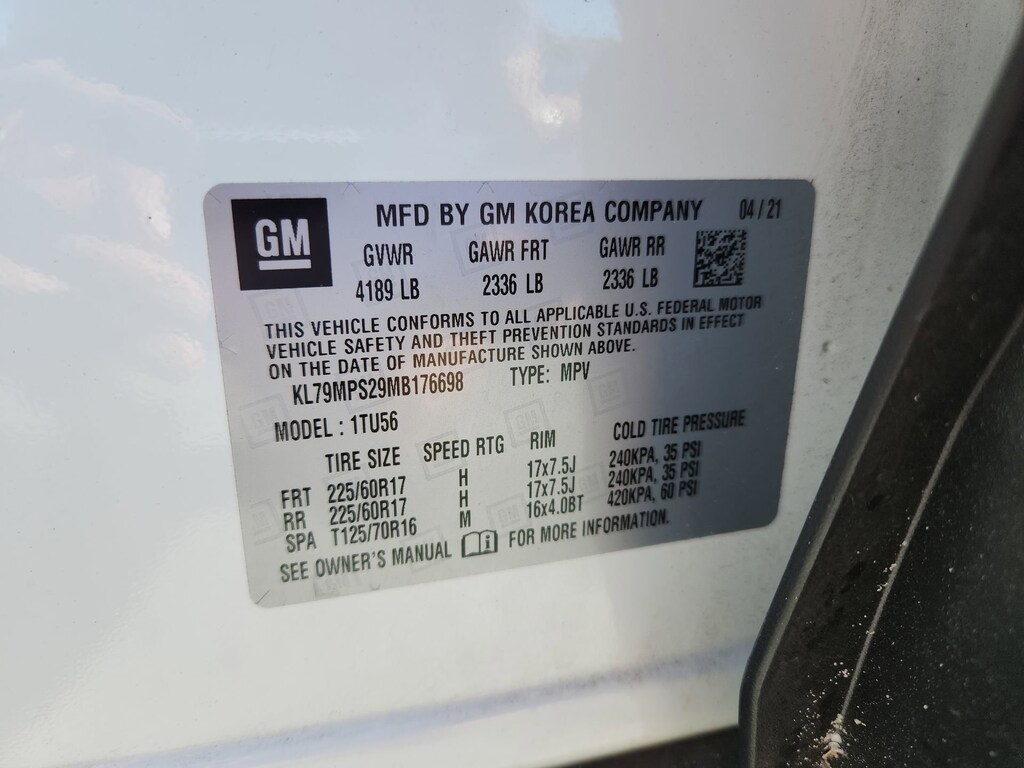 GM
MFD BY GM KOREA COMPANY 04/21
GVWR GAWR FRT GAWR RR
4189 LB 2336 LB 2336 LB
THIS VEHICLE CONFORMS TO ALL APPLICABLE U.S. FEDERAL MOTOR
VEHICLE SAFETY AND THEFT PREVENTION STANDARDS IN EFFECT
ON THE DATE OF MANUFACTURE SHOWN ABOVE.
KL79MPS29MB176698 TYPE: MPV
MODEL: 1TU56
TIRE SIZE SPEED RTG RIM COLD TIRE PRESSURE
FRT 225/60R17 H 17x7.5J 240KPA, 35 PSI
RR 225/60R17 H 17x7.5J 240KPA, 35 PSI
SPA T125/70R16 M 16x4.0BT 420KPA, 60 PSI
SEE OWNER'S MANUAL FOR MORE INFORMATION.